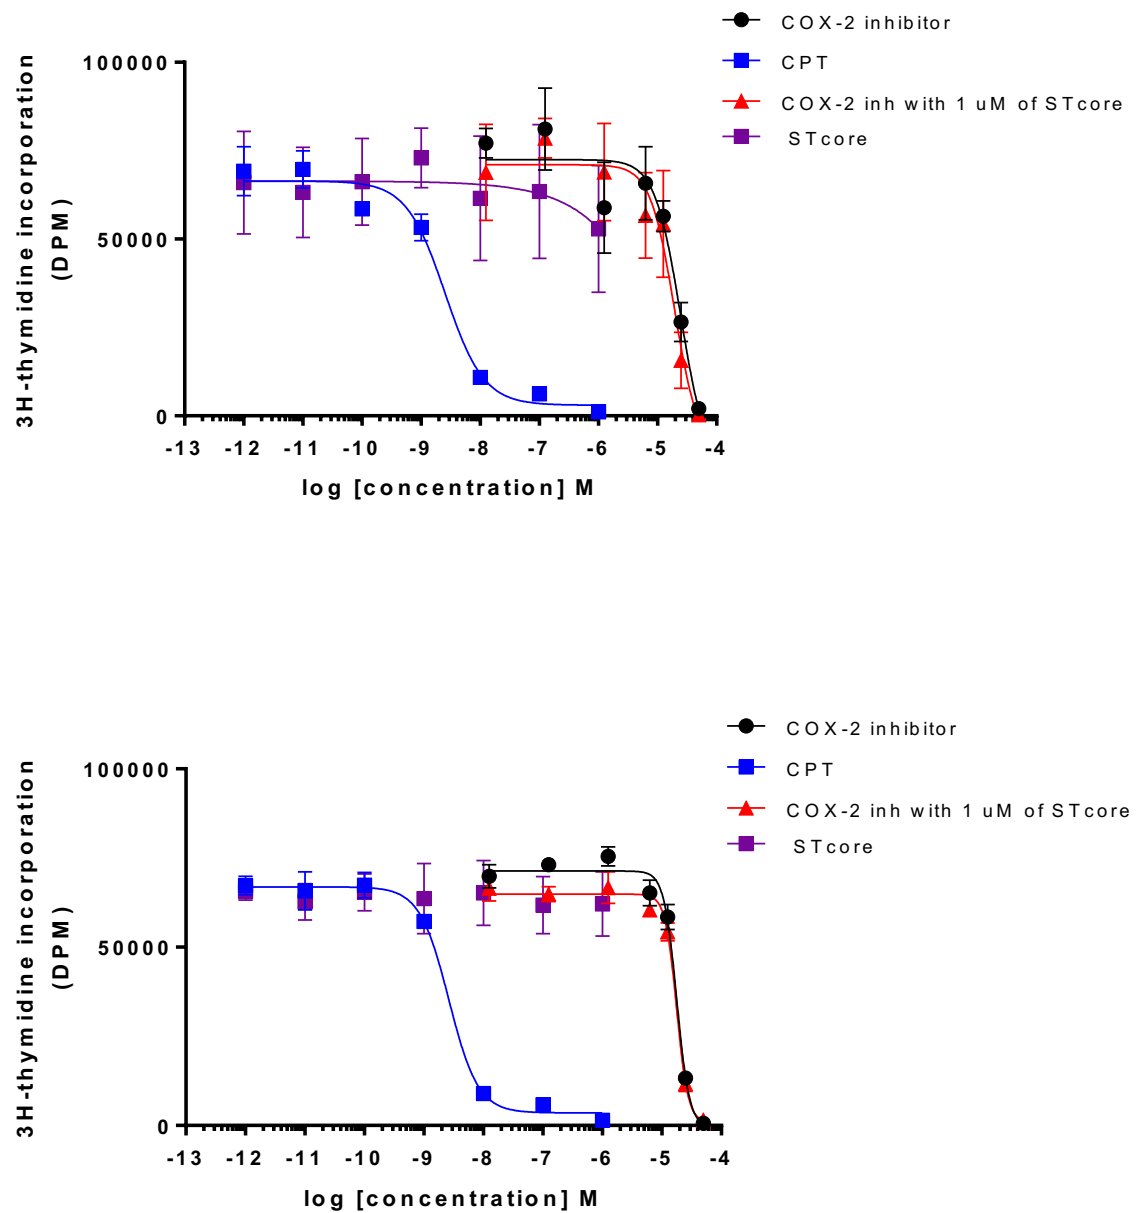 COX-2 inhibitor
CPT
COX-2 inh with 1 uM of STcore
STcore
3H-thymidine incorporation
(DPM)
100000
50000
0
-13 -12 -11 -10 -9 -8 -7 -6 -5 -4
log [concentration] M
COX-2 inhibitor
CPT
COX-2 inh with 1 uM of STcore
STcore
3H-thymidine incorporation
(DPM)
100000
50000
0
-13 -12 -11 -10 -9 -8 -7 -6 -5 -4
log [concentration] M